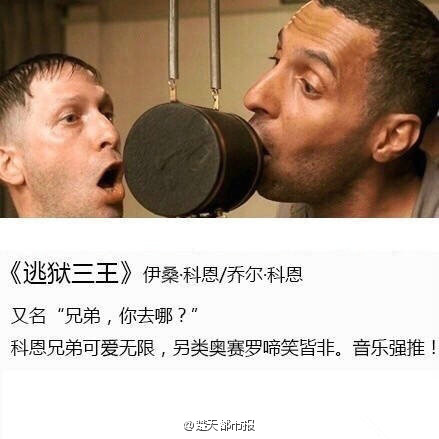 《逃狱三王》伊桑·科恩/乔尔·科恩
又名“兄弟，你去哪？”
科恩兄弟可爱无限，另类奥赛罗啼笑皆非。音乐强推！
@楚天都市报